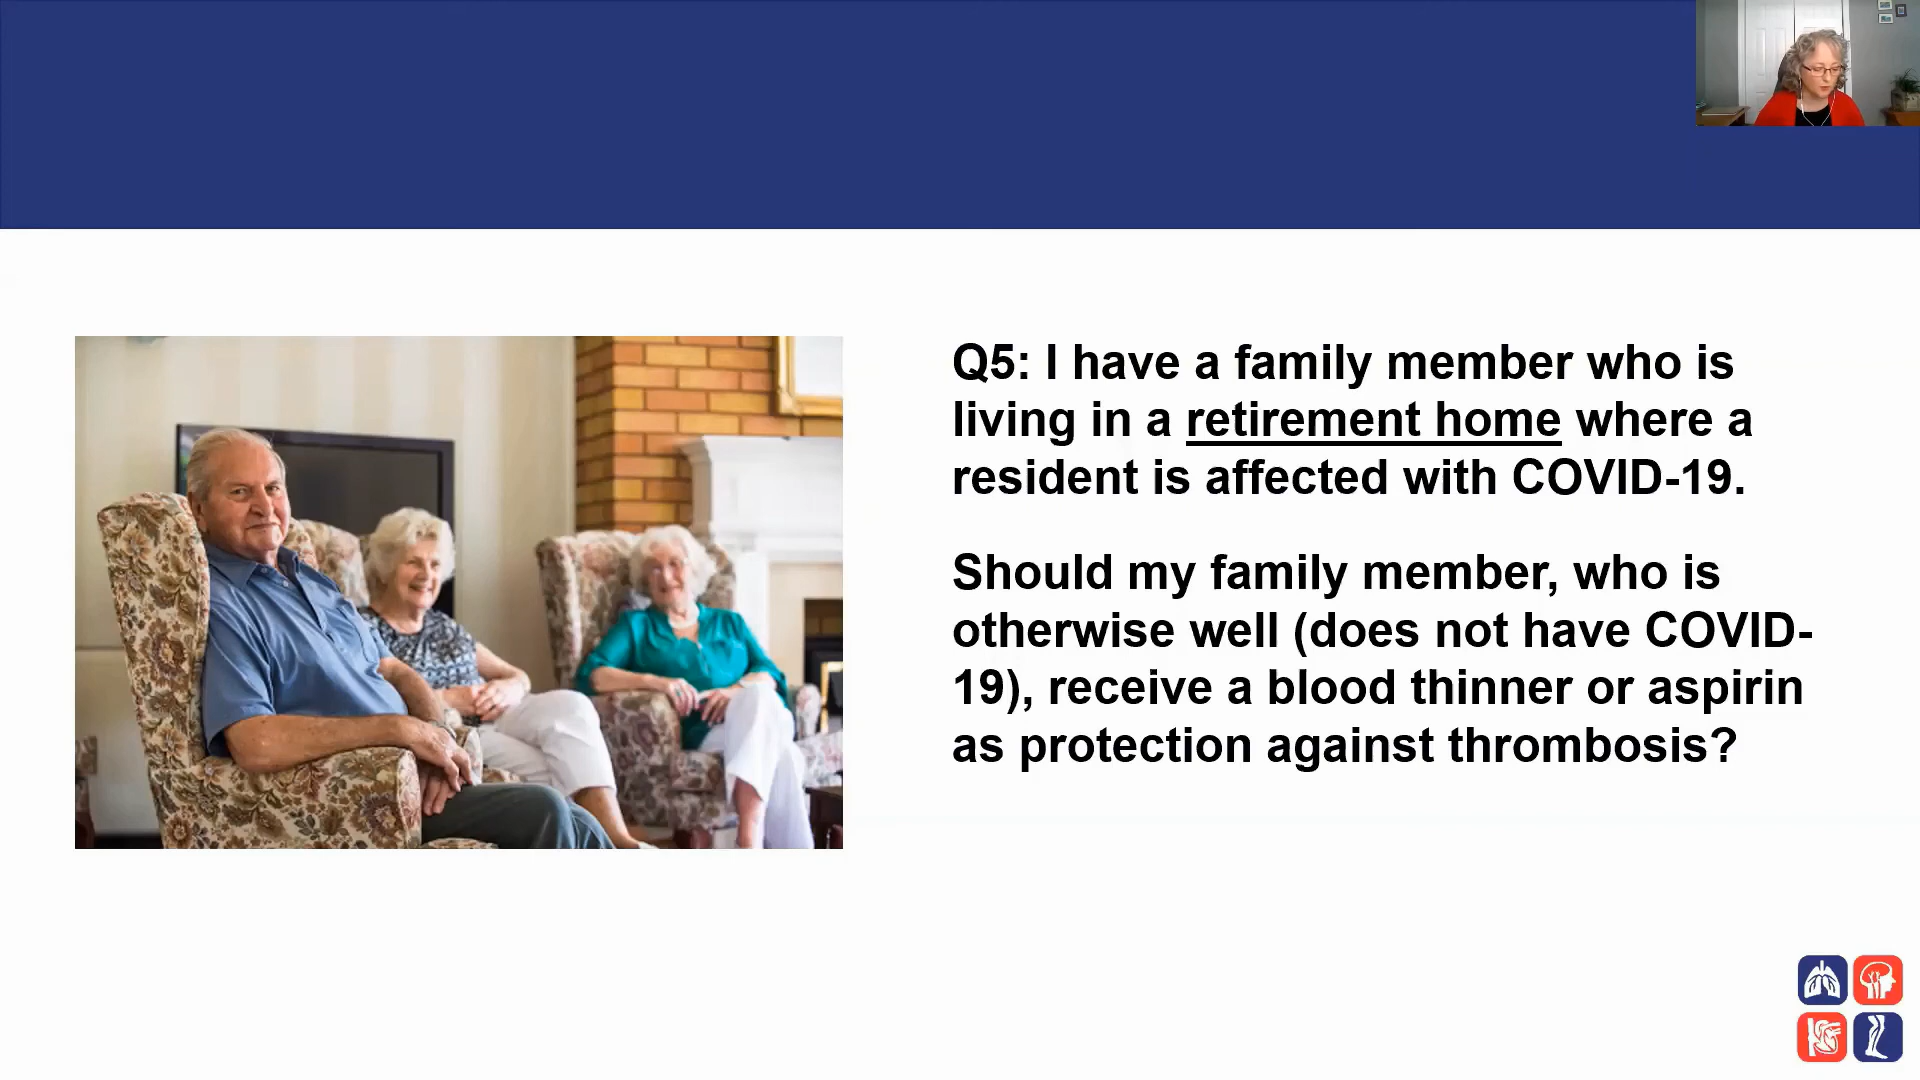 Q5: I have a family member who is
living in a retirement home where a
resident is affected with COVID-19.
Should my family member, who is
otherwise well (does not have COVID-
19), receive a blood thinner or aspirin
as protection against thrombosis?